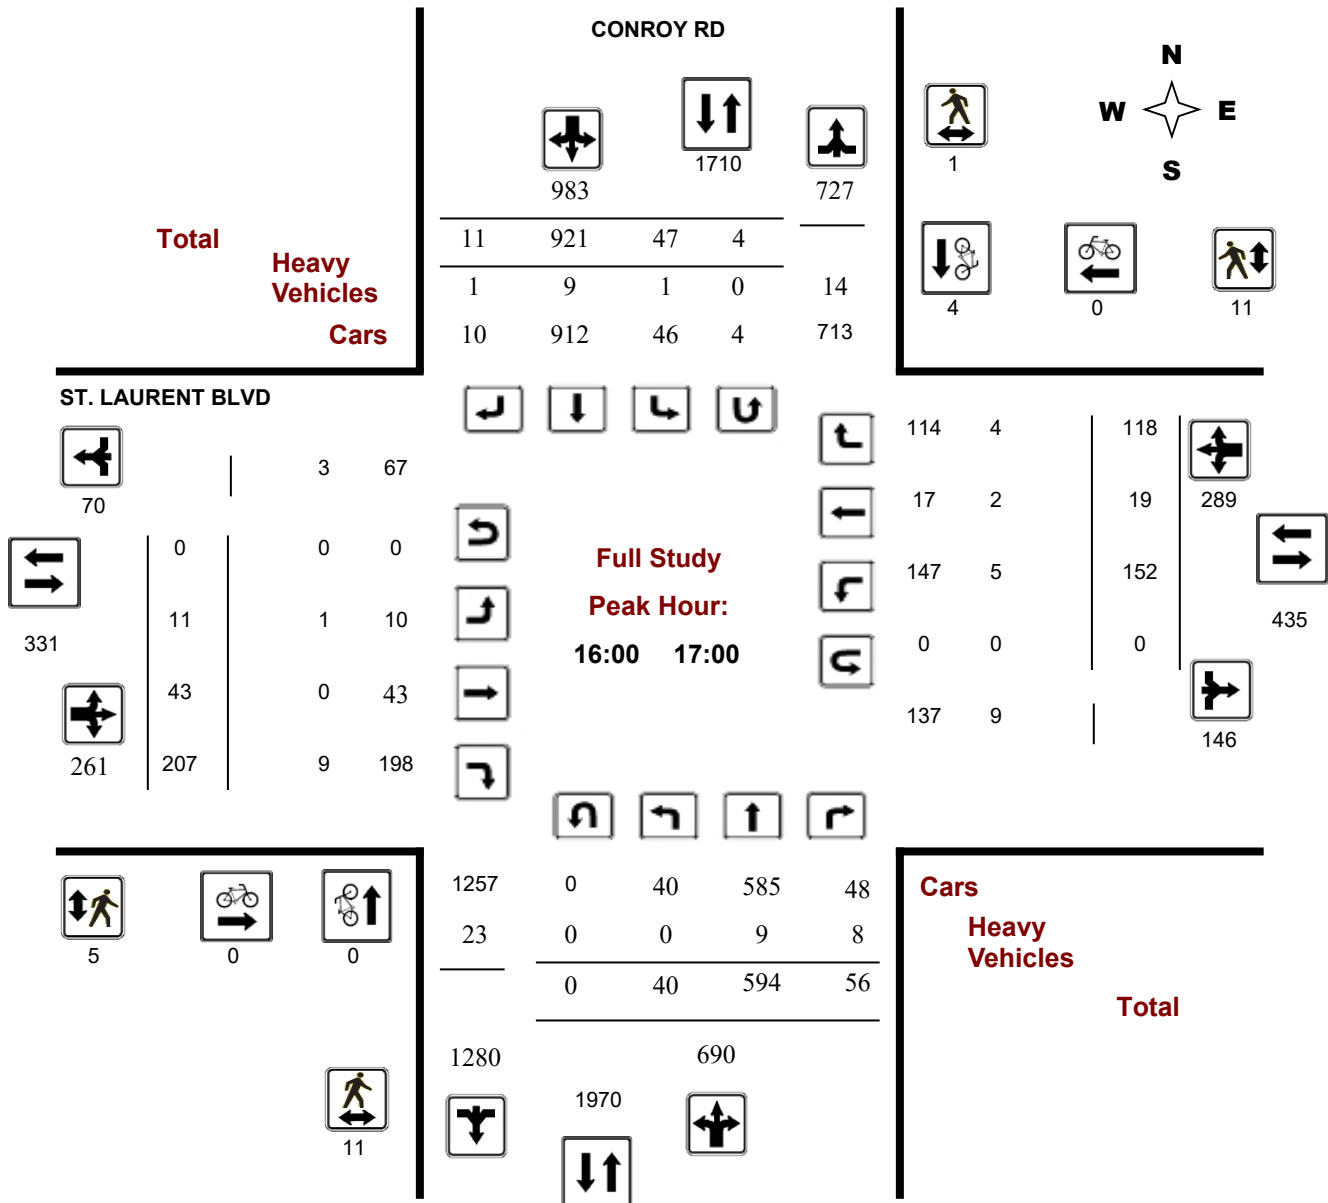 CONROY RD
N
W E
S
1710
1
983
727
Total
11 921 47 4
Heavy
Vehicles
1 9 1 0 14
4 0 11
Cars
10 912 46 4 713
ST. LAURENT BLVD
114 4 118
3 67
70
17 2 19 289
0 0 0
Full Study
147 5 152
Peak Hour:
11 1 10
435
331
16:00 17:00
0 0 0
43 0 43
137 9
146
261 207 9 198
1257 0 40 585 48
Cars
23 0 0 9 8
Heavy
Vehicles
5 0 0
0 40 594 56
Total
1280 690
1970
11